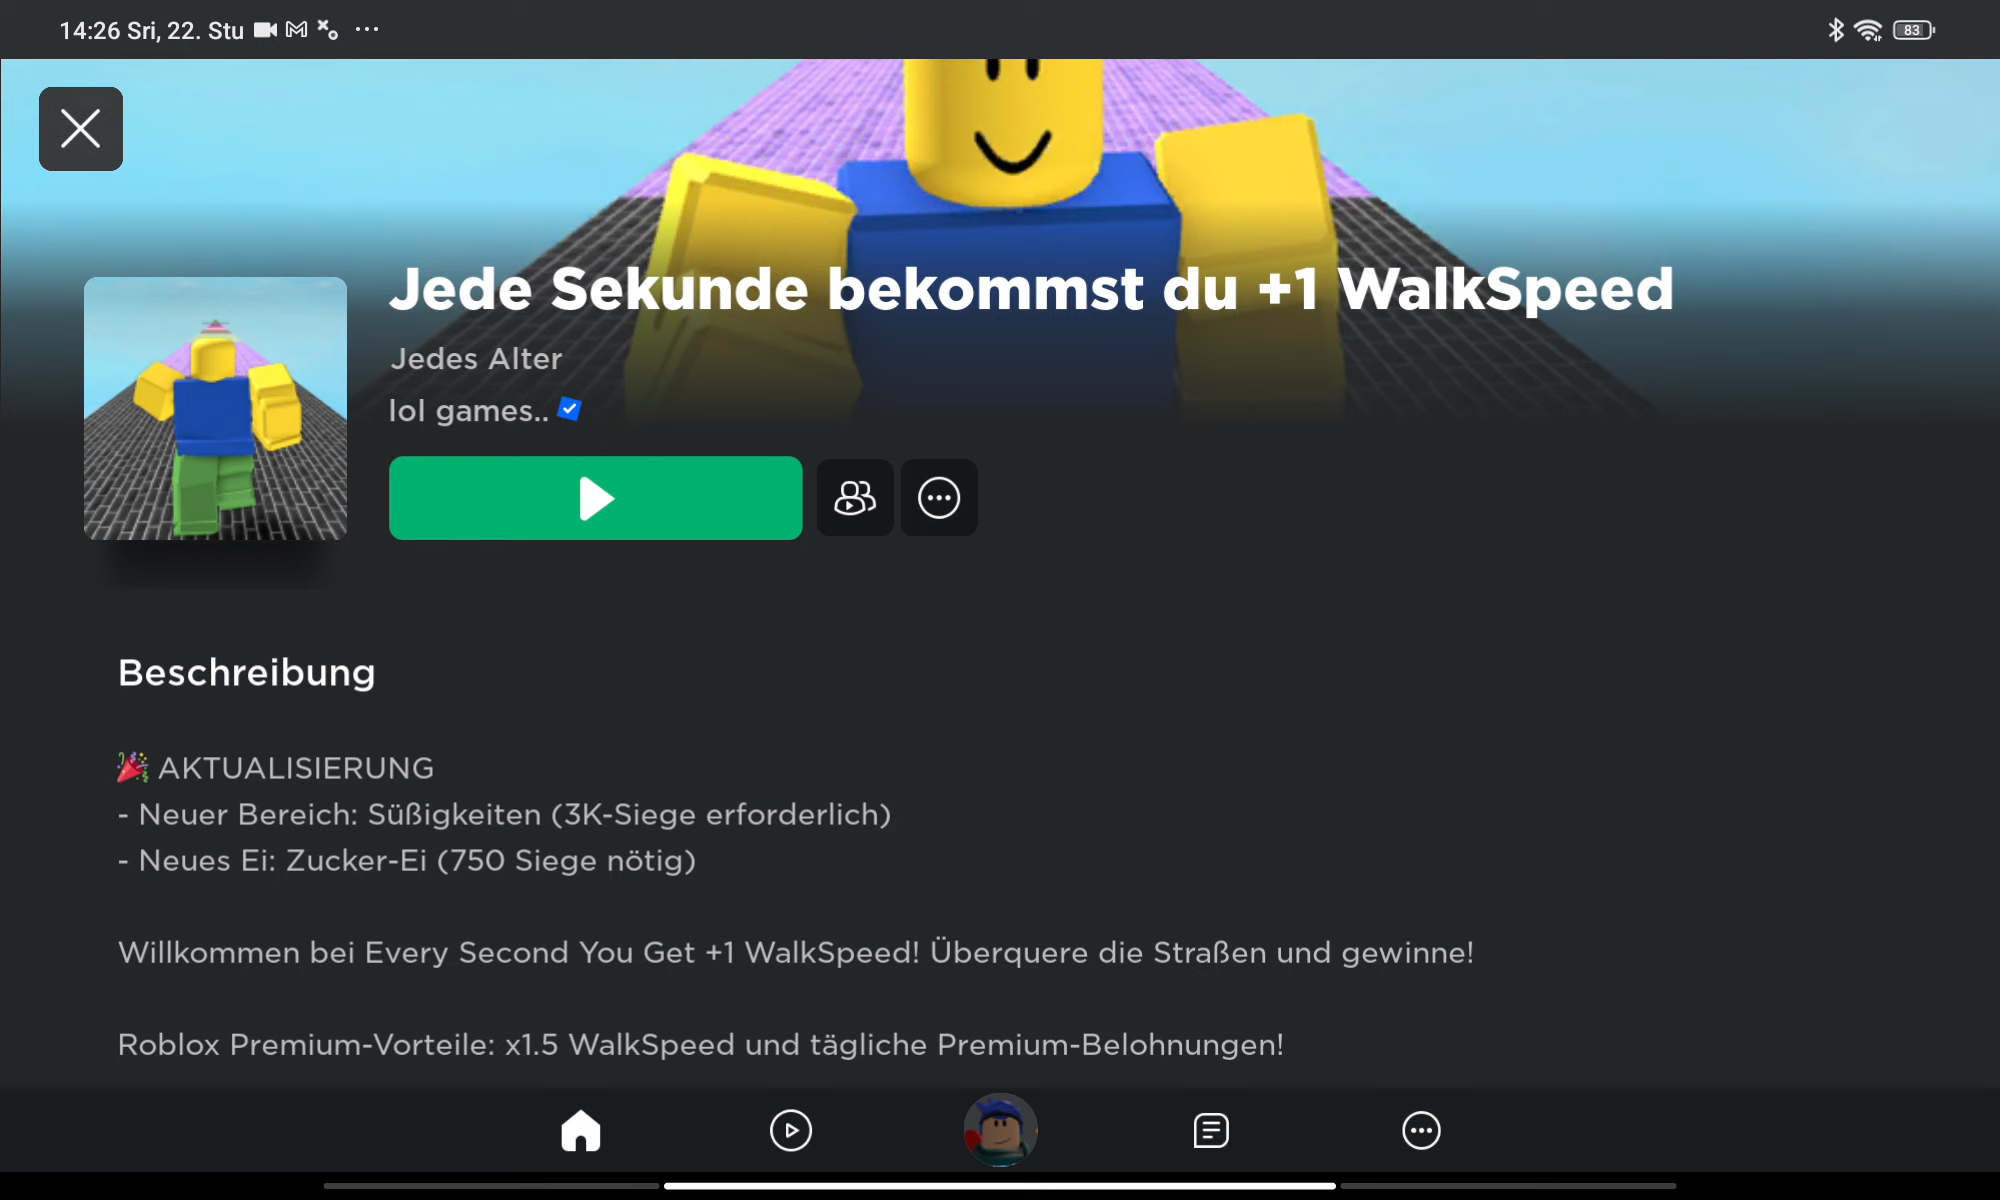 14:26 Sri, 22. Stu
83
Jede Sekunde bekommst du +1 WalkSpeed
Jedes Alter
lol games..
Beschreibung
🎉 AKTUALISIERUNG
- Neuer Bereich: Süßigkeiten (3K-Siege erforderlich)
- Neues Ei: Zucker-Ei (750 Siege nötig)
Willkommen bei Every Second You Get +1 WalkSpeed! Überquere die Straßen und gewinne!
Roblox Premium-Vorteile: x1.5 WalkSpeed und tägliche Premium-Belohnungen!